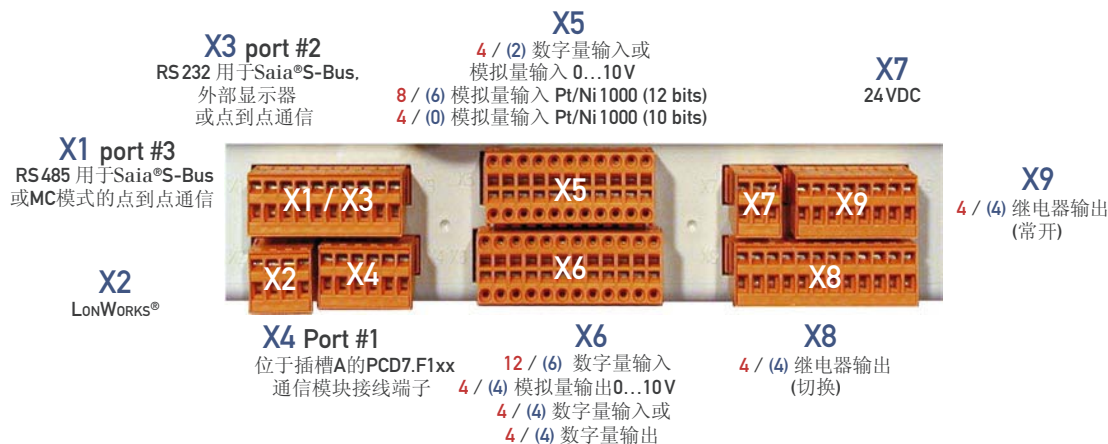 X3 port #2
RS 232 用于Saia®S-Bus,
外部显示器
或点到点通信
X5
4 / (2) 数字量输入或
模拟量输入 0…10 V
8 / (6) 模拟量输入 Pt/Ni 1000 (12 bits)
4 / (0) 模拟量输入 Pt/Ni 1000 (10 bits)
X7
24 VDC
X1 port #3
RS 485 用于Saia®S-Bus
或MC模式的点到点通信
X1 / X3
X5
X7
X9
X9
4 / (4) 继电器输出
(常开)
X2
LONWORKS®
X2
X4
X6
X8
X4 Port #1
位于插槽A的PCD7.F1xx
通信模块接线端子
X6
12 / (6) 数字量输入
4 / (4) 模拟量输出0…10 V
4 / (4) 数字量输入或
4 / (4) 数字量输出
X8
4 / (4) 继电器输出
(切换)